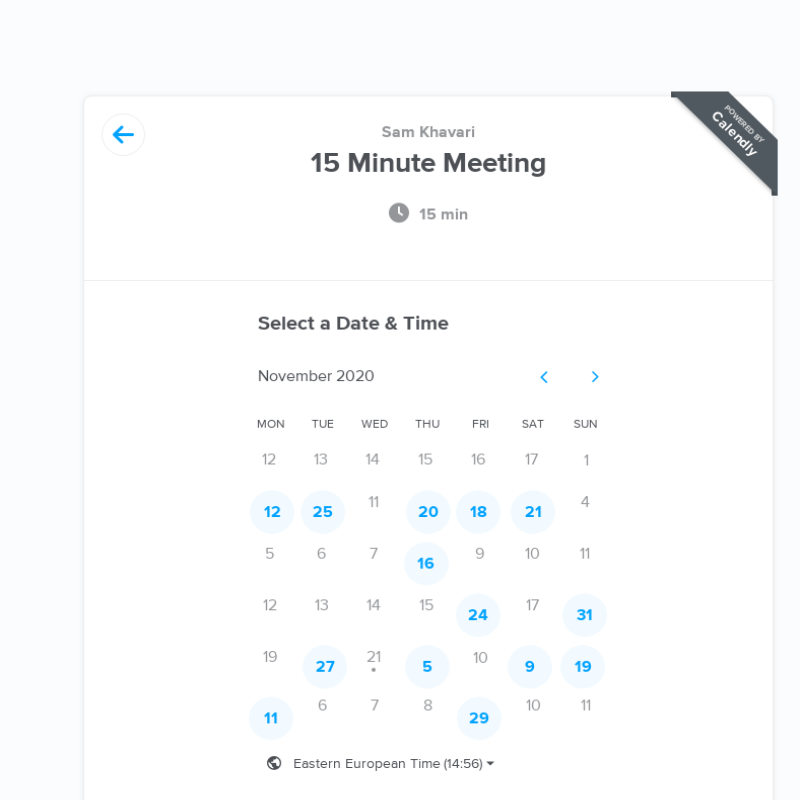 POWERED BY
Calendly
Sam Khavari
15 Minute Meeting
15 min
Select a Date & Time
November 2020
MON TUE WED THU FRI SAT SUN
12 13 14 15 16 17 1
12 25 11 20 18 21 4
5 6 7 16 9 10 11
12 13 14 15 24 17 31
19 27 21 5 10 9 19
11 6 7 8 29 10 11
Eastern European Time (14:56)